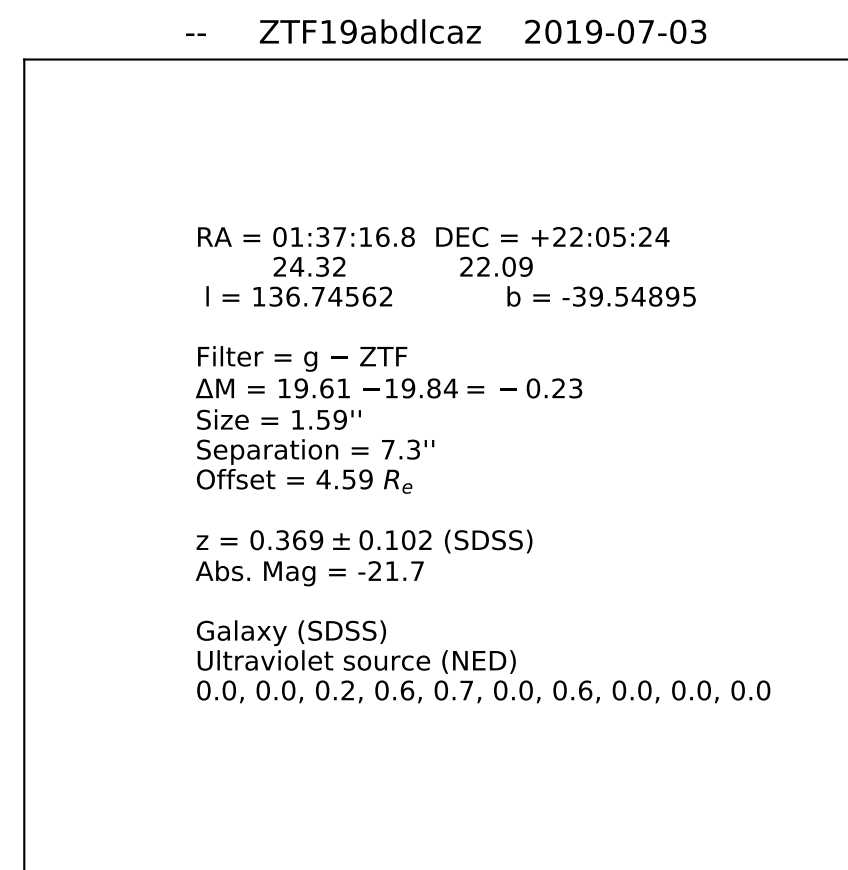 -- ZTF19abdlcaz 2019-07-03
RA = 01:37:16.8 DEC = +22:05:24
24.32 22.09
l = 136.74562 b = -39.54895
Filter = g − ZTF
ΔM = 19.61 −19.84 = − 0.23
Size = 1.59''
Separation = 7.3''
Offset = 4.59 Re
z = 0.369 ± 0.102 (SDSS)
Abs. Mag = -21.7
Galaxy (SDSS)
Ultraviolet source (NED)
0.0, 0.0, 0.2, 0.6, 0.7, 0.0, 0.6, 0.0, 0.0, 0.0